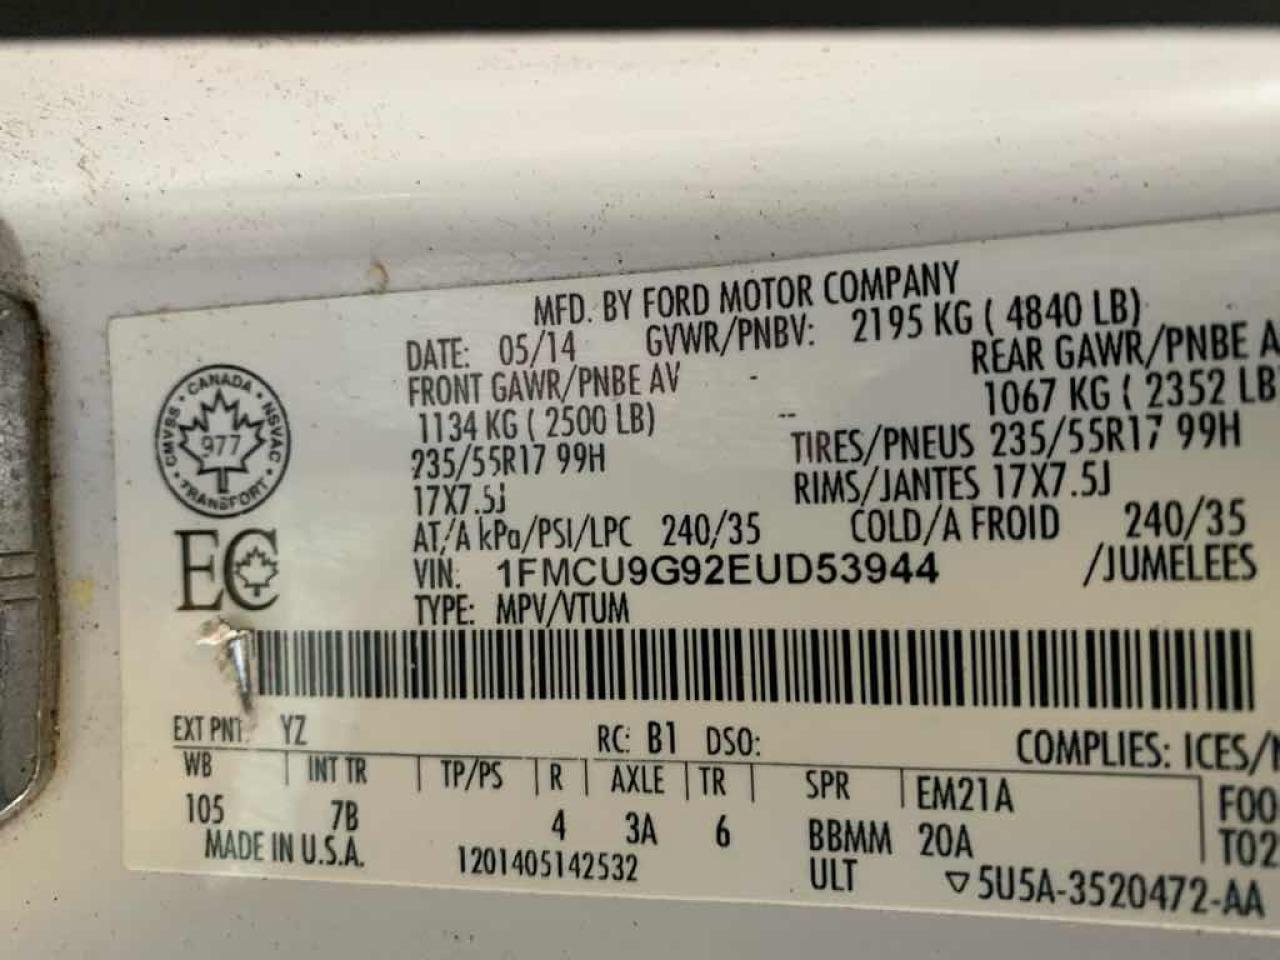 MFD. BY FORD MOTOR COMPANY
DATE: 05/14 GVWR/PNBV: 2195 KG ( 4840 LB)
FRONT GAWR/PNBE AV - REAR GAWR/PNBE A
1134 KG ( 2500 LB) -- 1067 KG ( 2352 LB
235/55R17 99H TIRES/PNEUS 235/55R17 99H
17X7.5J RIMS/JANTES 17X7.5J
AT/A kPa/PSI/LPC 240/35 COLD/A FROID 240/35
VIN: 1FMCU9G92EUD53944 /JUMELEES
TYPE: MPV/VTUM
CANADA
CMVSS • NSVAC
977
TRANSPORT
EC
EXT PNT: YZ RC: B1 DSO: COMPLIES: ICES/
WB INT TR TP/PS R AXLE TR SPR EM21A F00
105 7B 4 3A 6 BBMM 20A T02
MADE IN U.S.A. 1201405142532 ULT ▽5U5A-3520472-AA